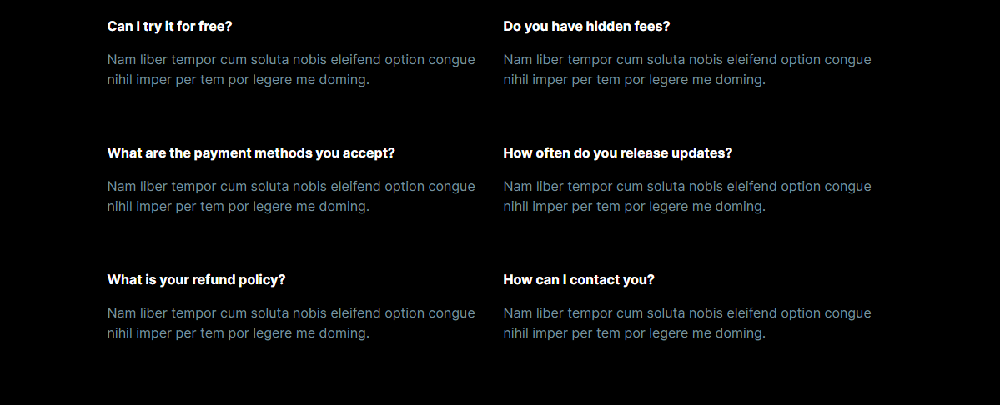 Can I try it for free?
Nam liber tempor cum soluta nobis eleifend option congue
nihil imper per tem por legere me doming.
Do you have hidden fees?
Nam liber tempor cum soluta nobis eleifend option congue
nihil imper per tem por legere me doming.
What are the payment methods you accept?
Nam liber tempor cum soluta nobis eleifend option congue
nihil imper per tem por legere me doming.
How often do you release updates?
Nam liber tempor cum soluta nobis eleifend option congue
nihil imper per tem por legere me doming.
What is your refund policy?
Nam liber tempor cum soluta nobis eleifend option congue
nihil imper per tem por legere me doming.
How can I contact you?
Nam liber tempor cum soluta nobis eleifend option congue
nihil imper per tem por legere me doming.